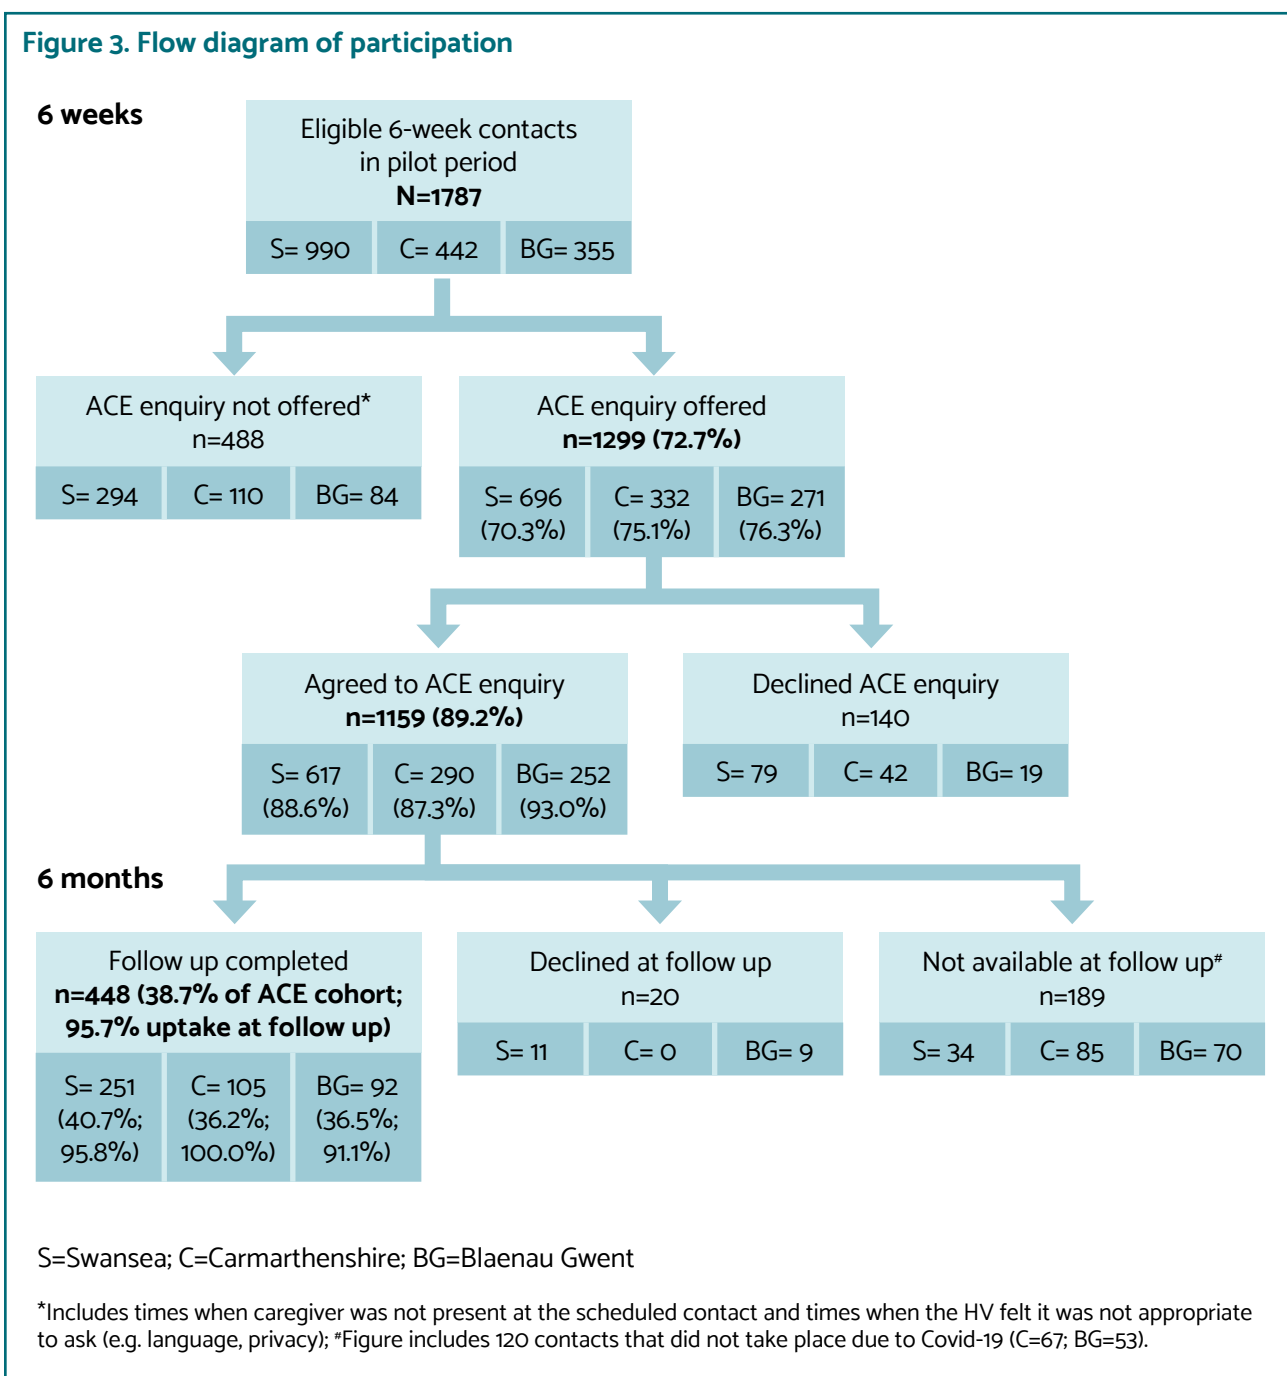 Figure 3. Flow diagram of participation
6 weeks
Eligible 6-week contacts
in pilot period
N=1787
S= 990
C= 442
BG= 355
ACE enquiry not offered*
n=488
S= 294
C= 110
BG= 84
ACE enquiry offered
n=1299 (72.7%)
S= 696
(70.3%)
C= 332
(75.1%)
BG= 271
(76.3%)
Agreed to ACE enquiry
n=1159 (89.2%)
S= 617
(88.6%)
C= 290
(87.3%)
BG= 252
(93.0%)
Declined ACE enquiry
n=140
S= 79
C= 42
BG= 19
6 months
Follow up completed
n=448 (38.7% of ACE cohort;
95.7% uptake at follow up)
S= 251
(40.7%;
95.8%)
C= 105
(36.2%;
100.0%)
BG= 92
(36.5%;
91.1%)
Declined at follow up
n=20
S= 11
C= 0
BG= 9
Not available at follow up#
n=189
S= 34
C= 85
BG= 70
S=Swansea; C=Carmarthenshire; BG=Blaenau Gwent
*Includes times when caregiver was not present at the scheduled contact and times when the HV felt it was not appropriate
to ask (e.g. language, privacy); #Figure includes 120 contacts that did not take place due to Covid-19 (C=67; BG=53).